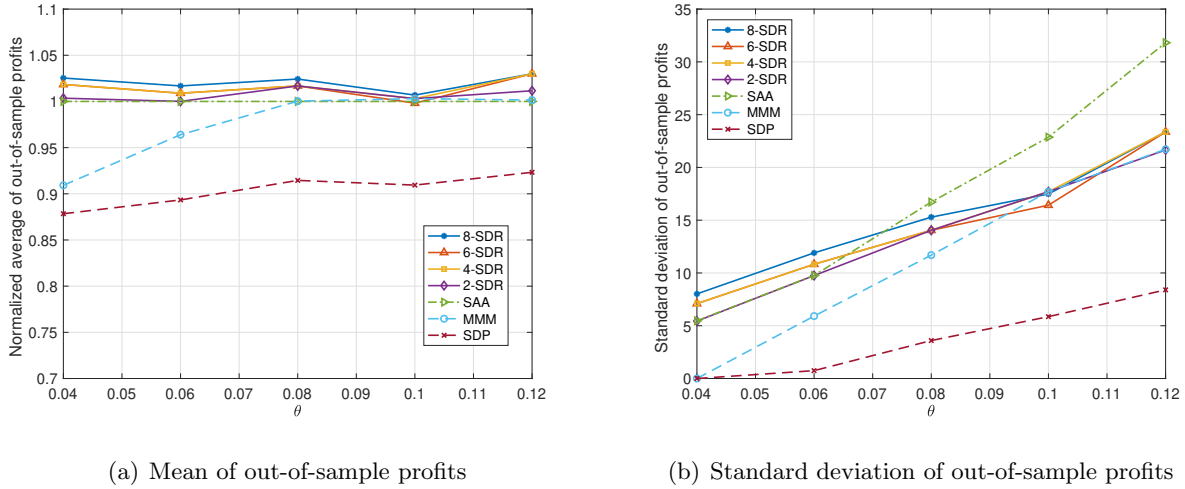 1.1
1.05
1
0.95
0.9
0.85
0.8
0.75
0.7
Normalized average of out-of-sample profits
8-SDR
6-SDR
4-SDR
2-SDR
SAA
MMM
SDP
0.04 0.05 0.06 0.07 0.08 0.09 0.1 0.11 0.12
θ
(a) Mean of out-of-sample profits
35
30
25
20
15
10
5
0
Standard deviation of out-of-sample profits
8-SDR
6-SDR
4-SDR
2-SDR
SAA
MMM
SDP
0.04 0.05 0.06 0.07 0.08 0.09 0.1 0.11 0.12
θ
(b) Standard deviation of out-of-sample profits